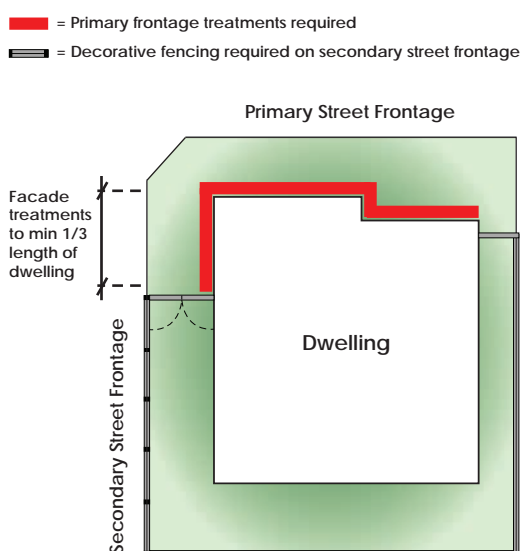 = Primary frontage treatments required
= Decorative fencing required on secondary street frontage
Primary Street Frontage
Facade
treatments
to min 1/3
length of
dwelling
Dwelling
Secondary Street Frontage